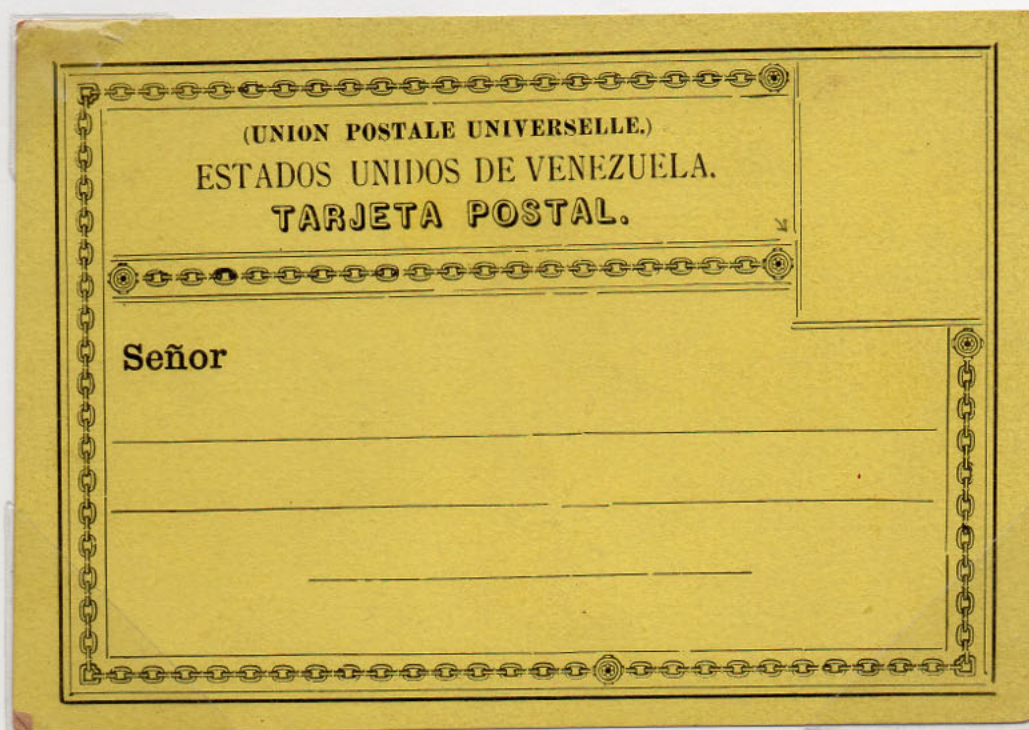 (UNION POSTALE UNIVERSELLE.)
ESTADOS UNIDOS DE VENEZUELA.
TARJETA POSTAL.
Señor